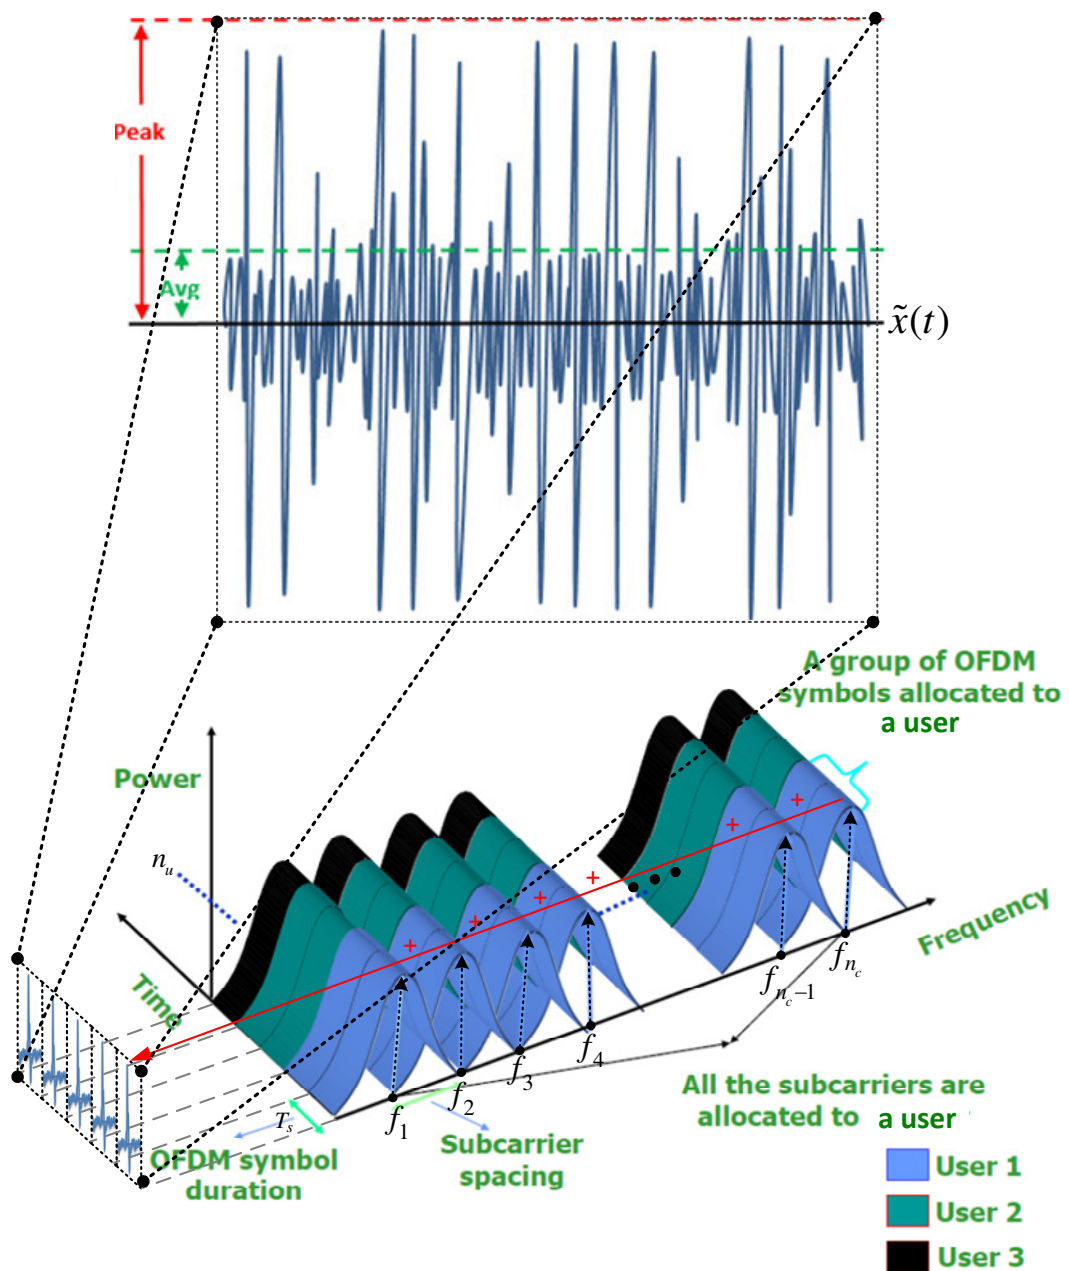 Peak
Avg
x̃(t)
A group of OFDM
symbols allocated to
a user
Power
n_u
Frequency
Time
f_{n_c}
f_{n_c−1}
f_4
f_3
f_2
f_1
All the subcarriers are
allocated to a user
T_s
Subcarrier
spacing
OFDM symbol
duration
User 1
User 2
User 3